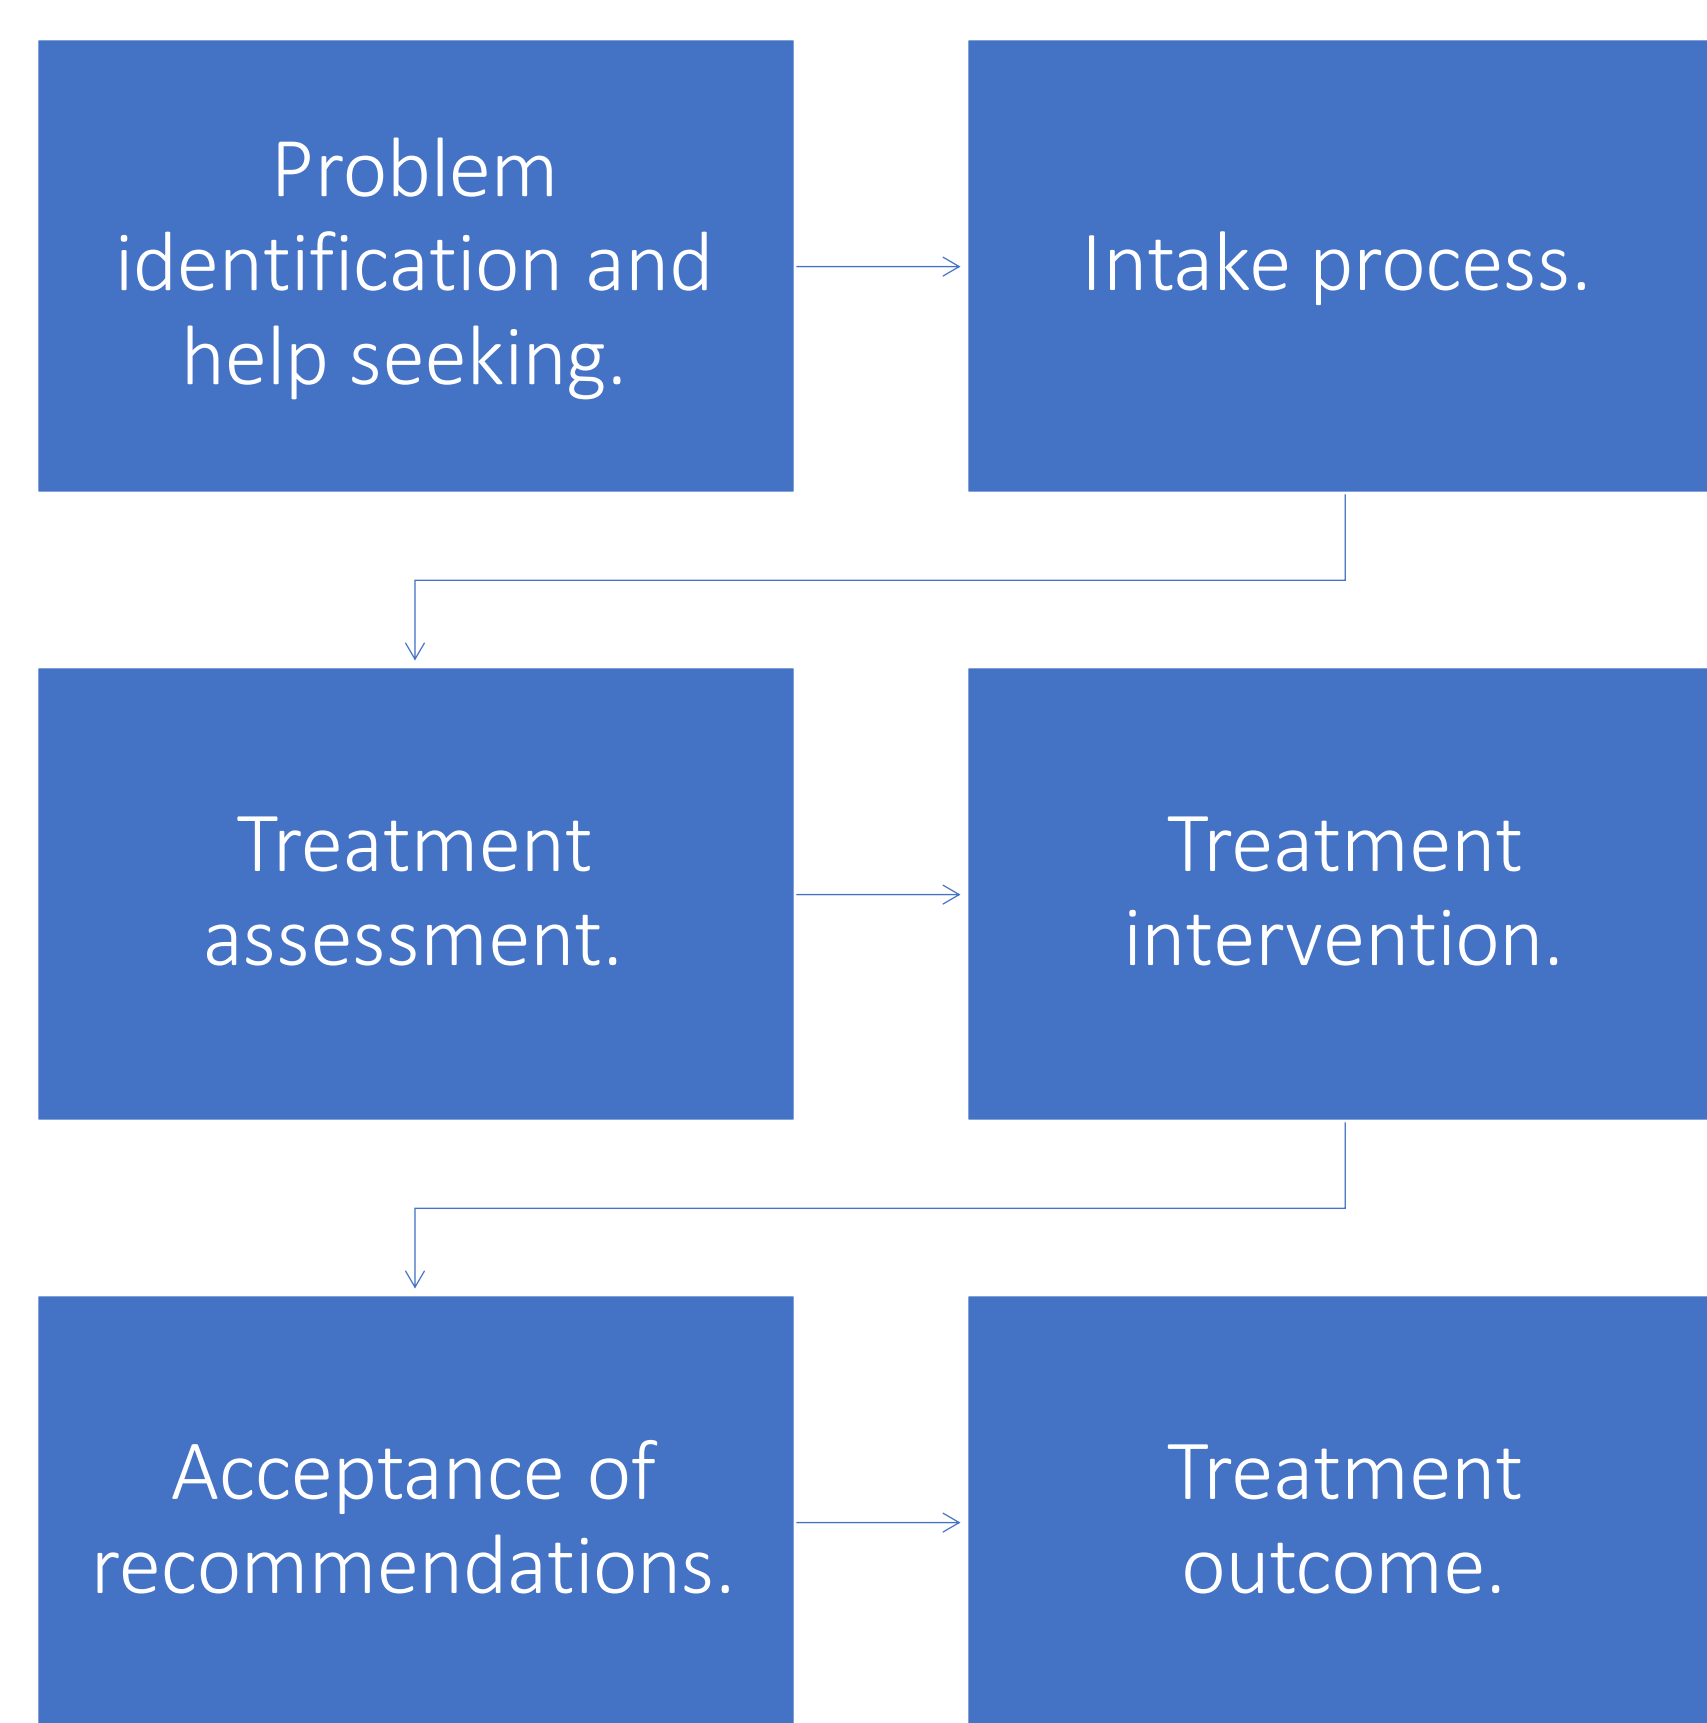 Problem
identification and
help seeking.
Intake process.
Treatment
assessment.
Treatment
intervention.
Acceptance of
recommendations.
Treatment
outcome.